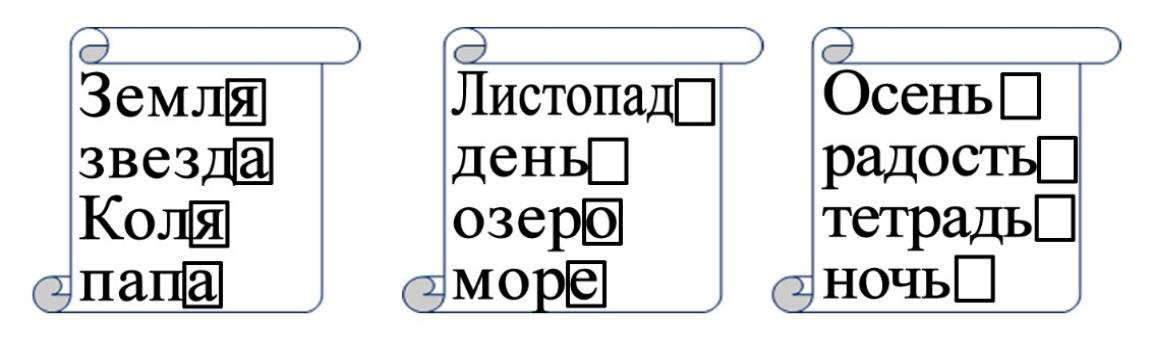 Земля
звезда
Коля
папа
Листопад
день
озеро
море
Осень
радость
тетрадь
ночь